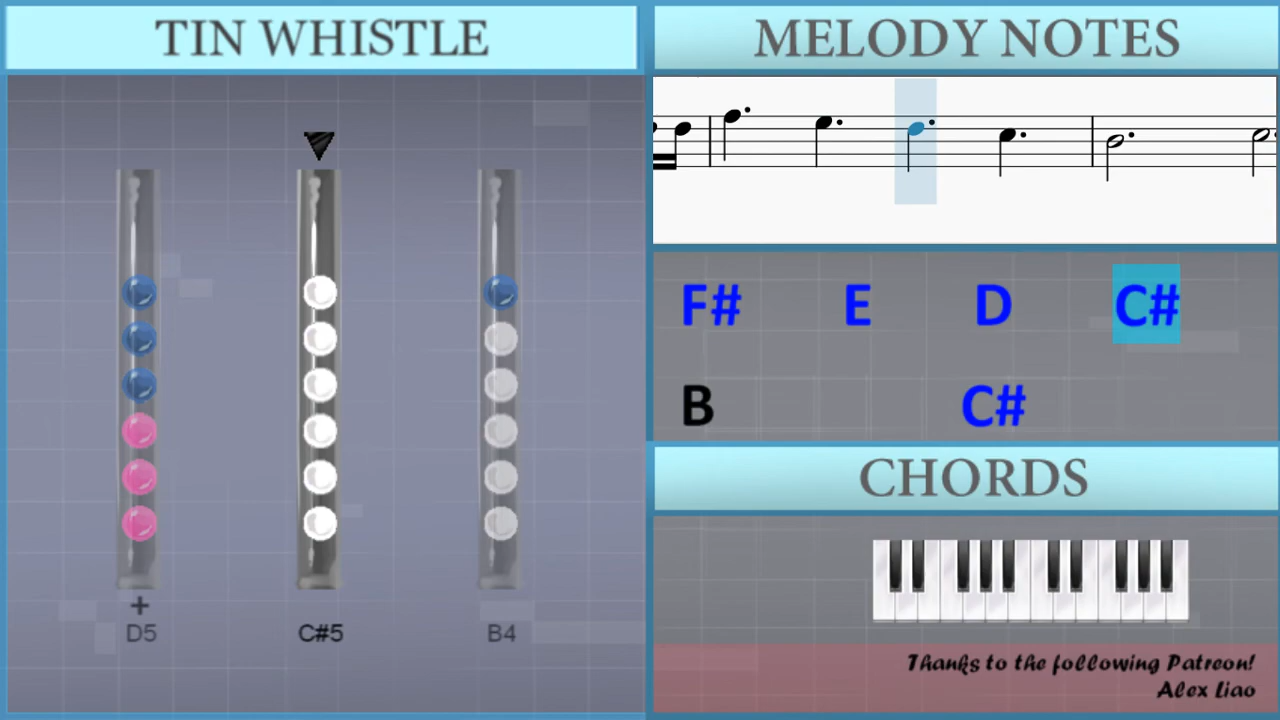 TIN WHISTLE
MELODY NOTES
F# E D C#
B C#
+ 
D5 C#5 B4
CHORDS
Thanks to the following Patreon!
Alex Liao